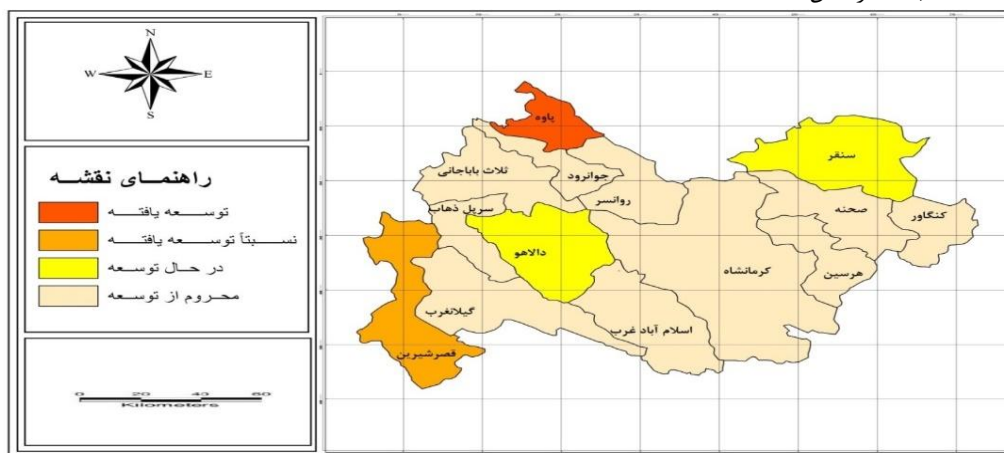 N
W E
S
راهنمای نقشه
توسعه یافته
نسبتاً توسعه یافته
در حال توسعه
محروم از توسعه
0 20 40 60
Kilometers
پاوه
سنقر
ثلاث باباجانی
جوانرود
روانسر
صحنه
کنگاور
سرپل ذهاب
دالاهو
کرمانشاه
هرسین
گیلانغرب
اسلام آباد غرب
قصرشیرین